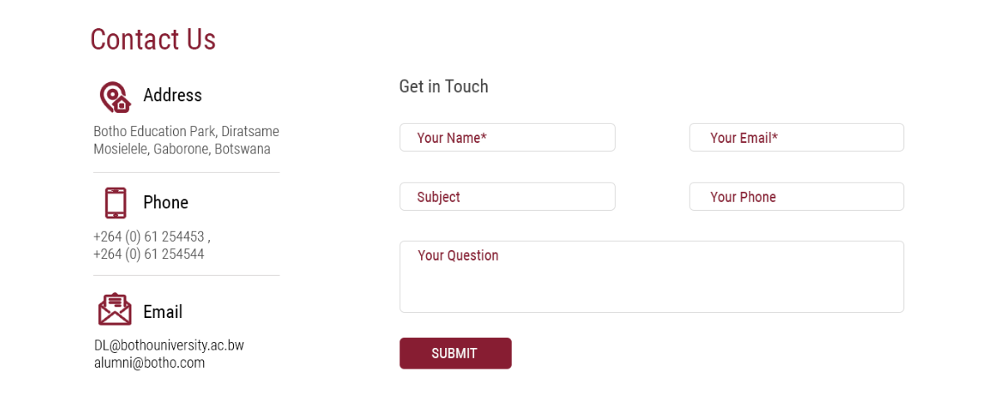 Contact Us
Address
Botho Education Park, Diratsame
Mosielele, Gaborone, Botswana
Phone
+264 (0) 61 254453 ,
+264 (0) 61 254544
Email
DL@bothouniversity.ac.bw
alumni@botho.com
Get in Touch
Your Name*
Your Email*
Subject
Your Phone
Your Question
SUBMIT